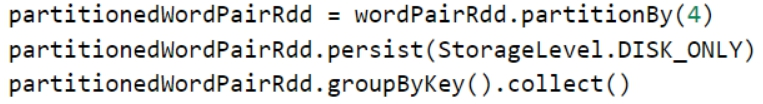 partitionedWordPairRdd = wordPairRdd.partitionBy(4)
partitionedWordPairRdd.persist(StorageLevel.DISK_ONLY)
partitionedWordPairRdd.groupByKey().collect()